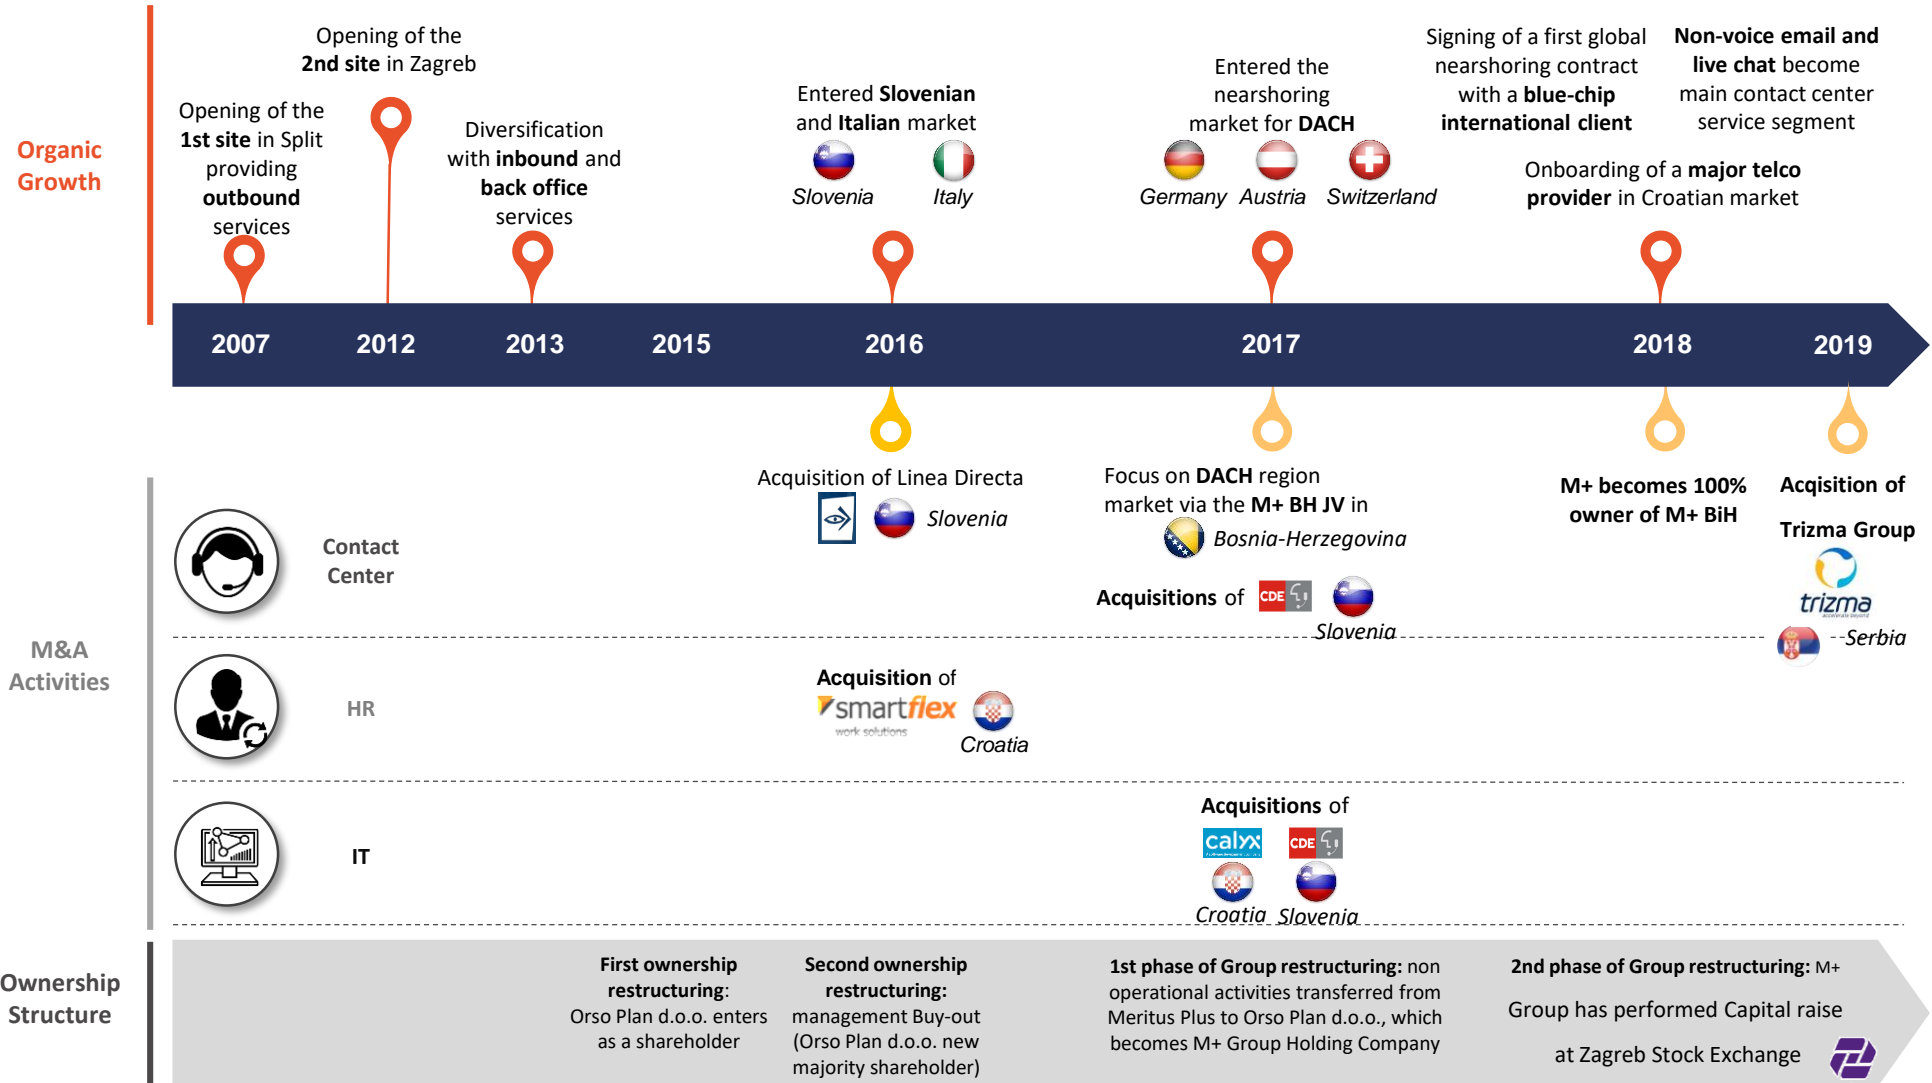 Organic
Growth
Opening of the
1st site in Split
providing
outbound
services
Opening of the
2nd site in Zagreb
Diversification
with inbound and
back office
services
Entered Slovenian
and Italian market
Slovenia
Italy
Entered the
nearshoring
market for DACH
Germany
Austria
Switzerland
Signing of a first global
nearshoring contract
with a blue-chip
international client
Non-voice email and
live chat become
main contact center
service segment
Onboarding of a major telco
provider in Croatian market
2007
2012
2013
2015
2016
2017
2018
2019
M&A
Activities
Contact
Center
Acquisition of Linea Directa
Slovenia
Focus on DACH region
market via the M+ BH JV in
Bosnia-Herzegovina
Acquisitions of
CDE
Slovenia
M+ becomes 100%
owner of M+ BiH
Acqisition of
Trizma Group
trizma
accelerate beyond
Serbia
HR
Acquisition of
smartflex
work solutions
Croatia
IT
Acquisitions of
calyx
CDE
Croatia
Slovenia
Ownership
Structure
First ownership
restructuring:
Orso Plan d.o.o. enters
as a shareholder
Second ownership
restructuring:
management Buy-out
(Orso Plan d.o.o. new
majority shareholder)
1st phase of Group restructuring: non
operational activities transferred from
Meritus Plus to Orso Plan d.o.o., which
becomes M+ Group Holding Company
2nd phase of Group restructuring: M+
Group has performed Capital raise
at Zagreb Stock Exchange